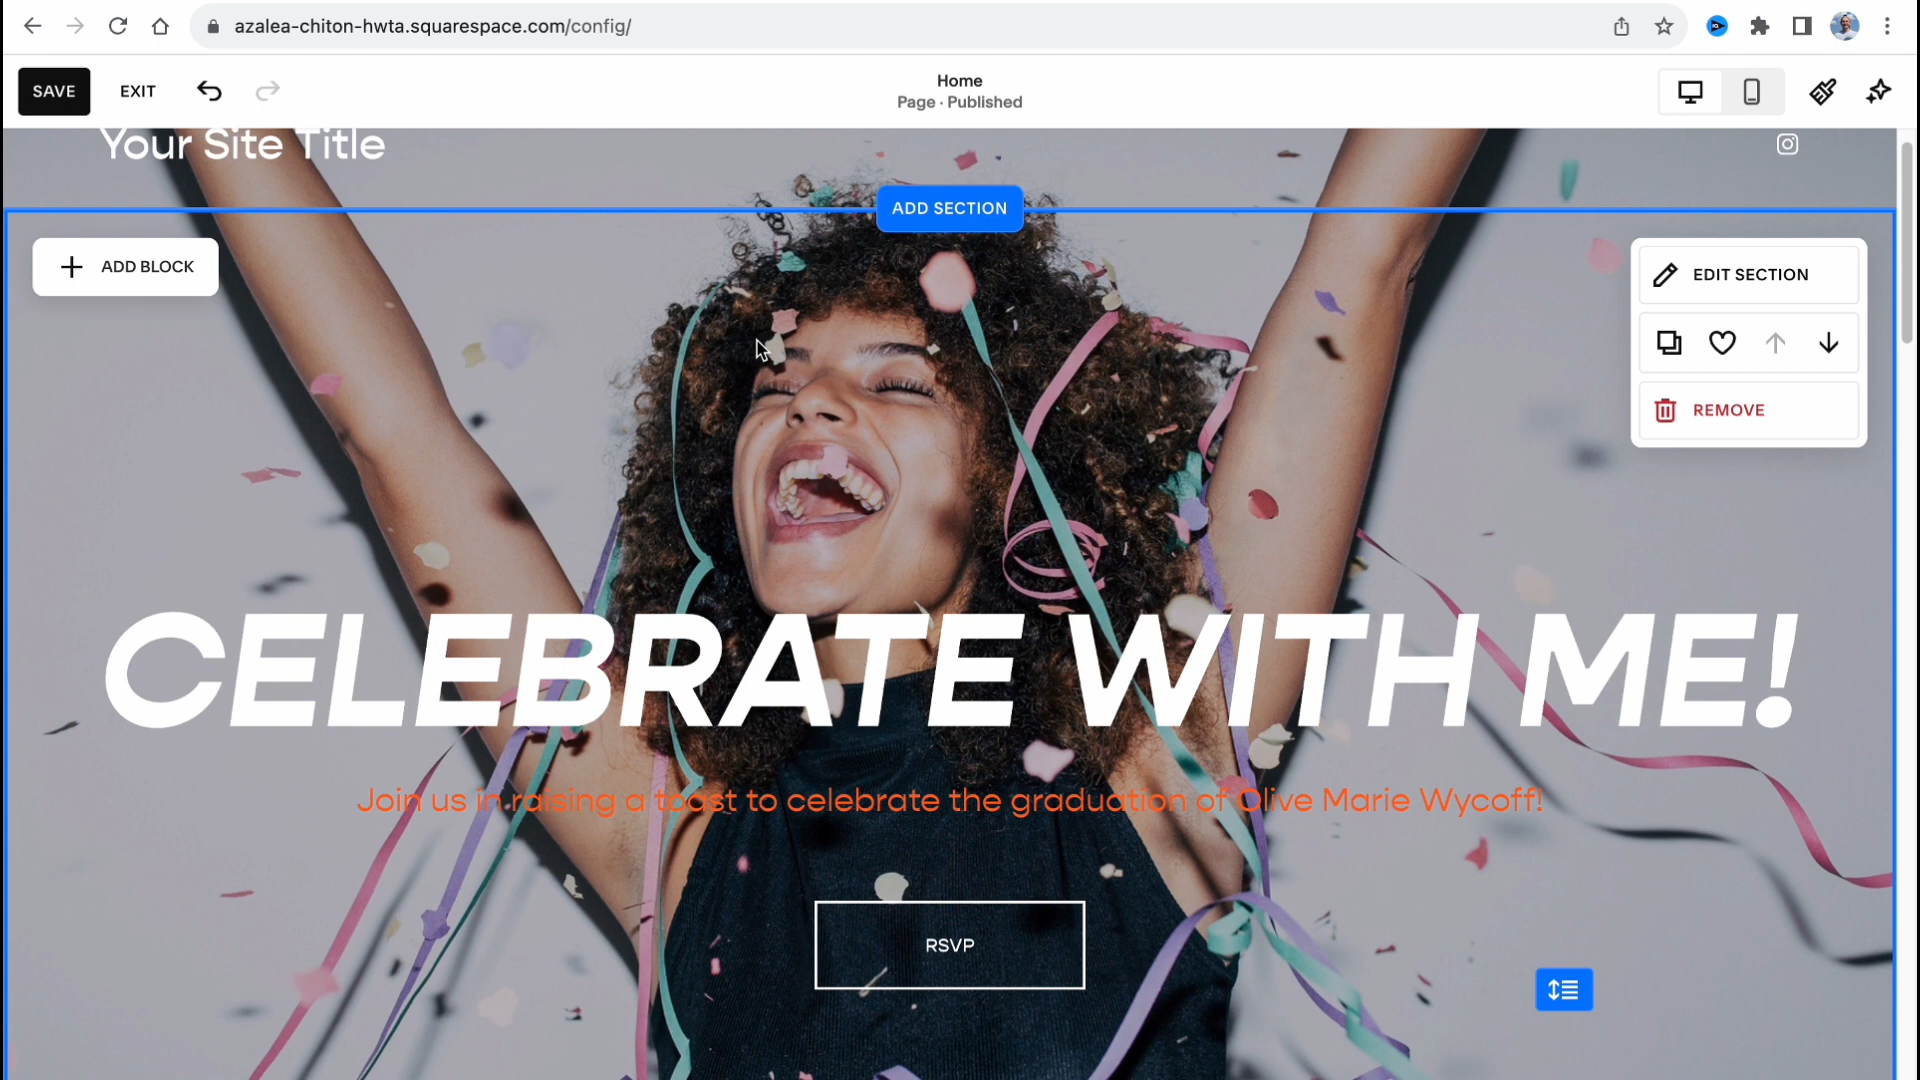 azalea-chiton-hwta.squarespace.com/config/
SAVE
EXIT
Home
Page · Published
Your Site Title
ADD SECTION
ADD BLOCK
EDIT SECTION
REMOVE
CELEBRATE WITH ME!
Join us in raising a toast to celebrate the graduation of Olive Marie Wycoff!
RSVP